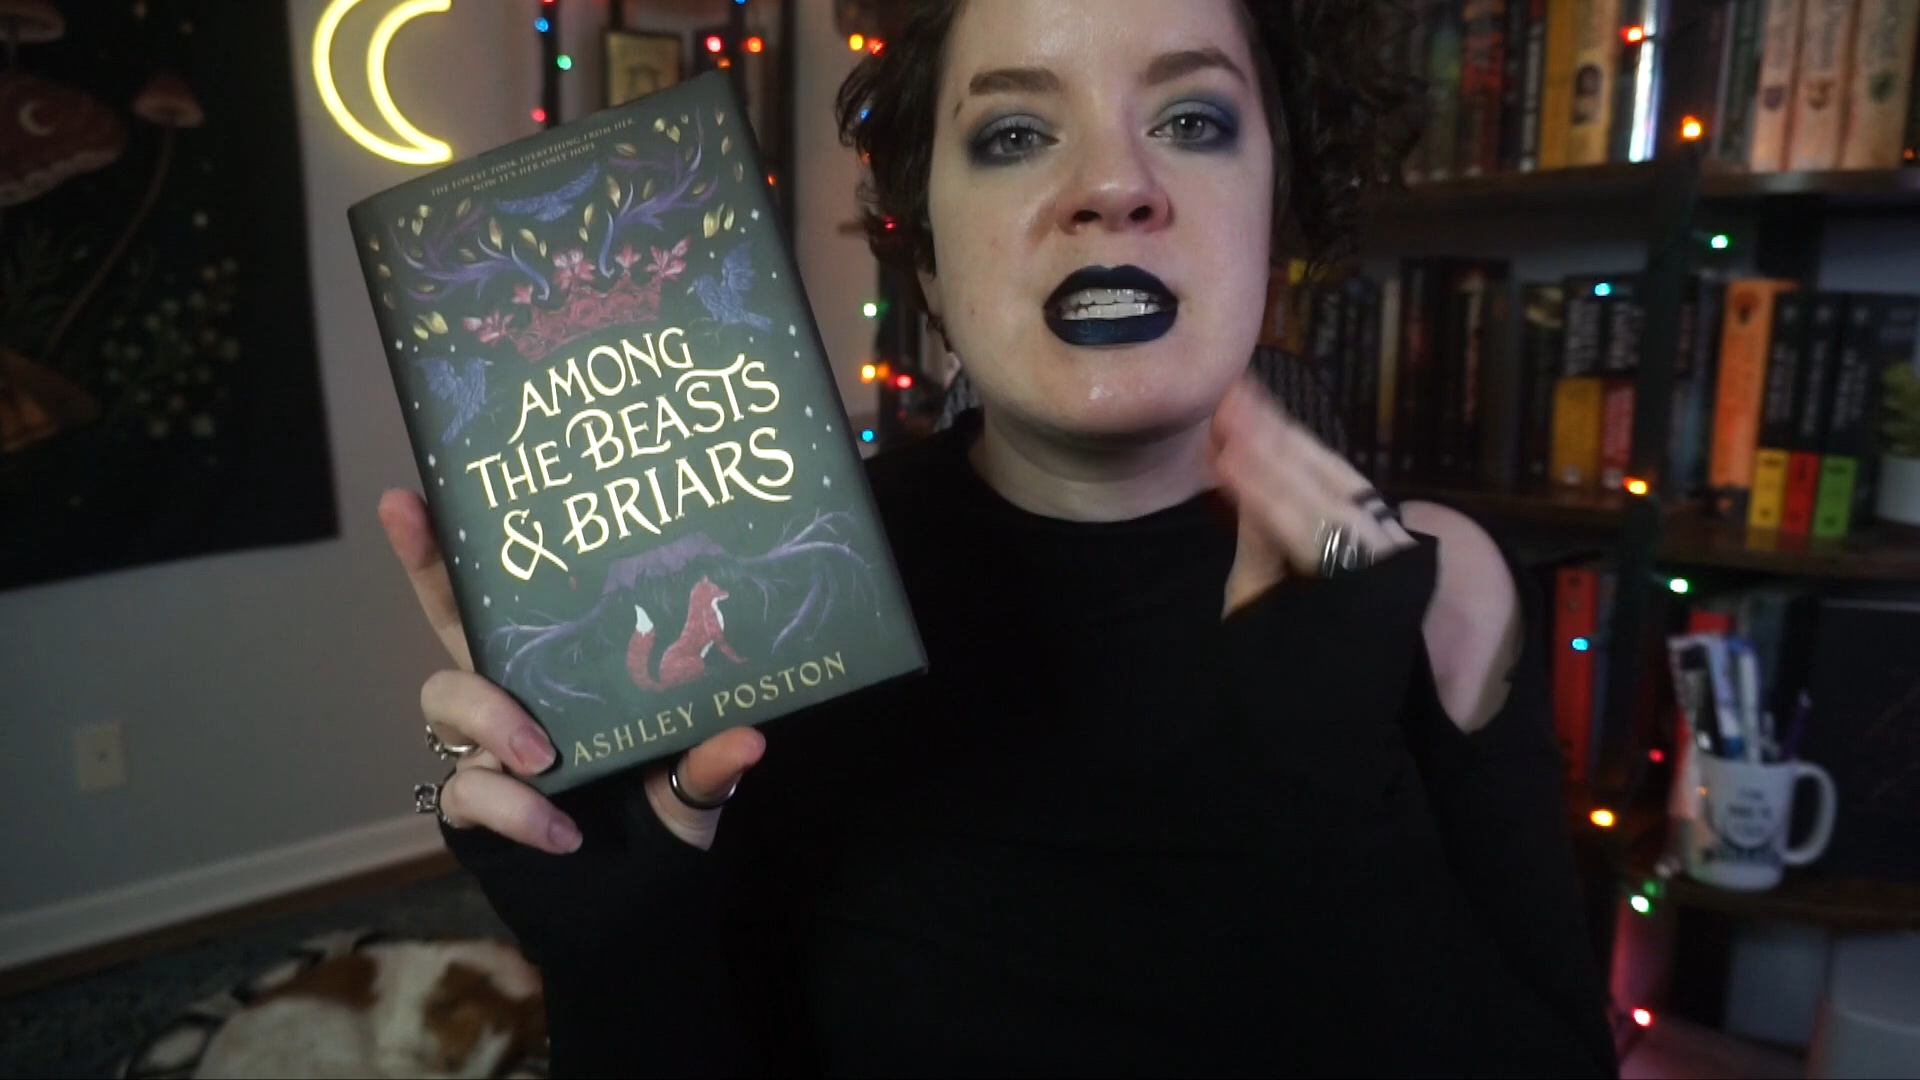 THE FOREST TOOK EVERYTHING FROM HER.
NOW IT'S HER ONLY HOPE.
AMONG
THE BEASTS
& BRIARS
ASHLEY POSTON